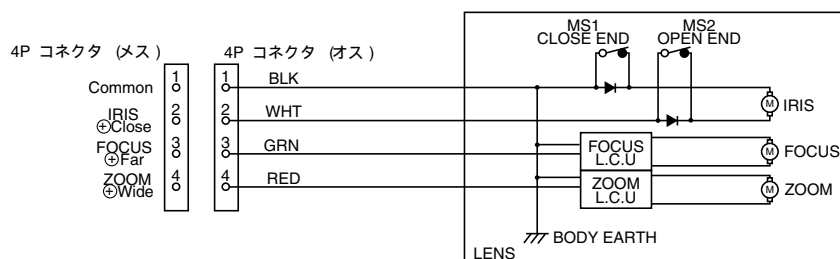 MS1
CLOSE END
MS2
OPEN END
4P コネクタ (メス)
4P コネクタ (オス)
Common
1
1
BLK
IRIS
⊕Close
2
2
WHT
M
IRIS
FOCUS
⊕Far
3
3
GRN
FOCUS
L.C.U
M
FOCUS
ZOOM
⊕Wide
4
4
RED
ZOOM
L.C.U
M
ZOOM
BODY EARTH
LENS